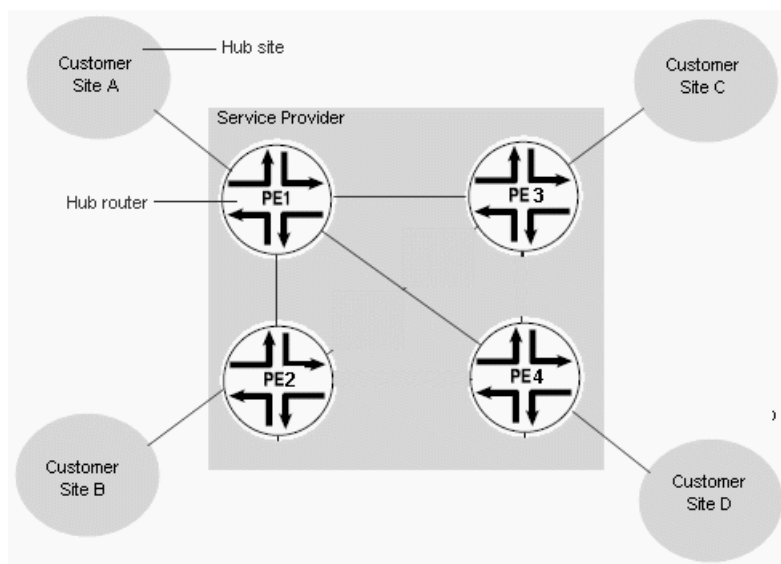 Customer
Site A
Hub site
Customer
Site C
Service Provider
PE1
PE 3
Hub router
PE2
PE4
Customer
Site B
Customer
Site D